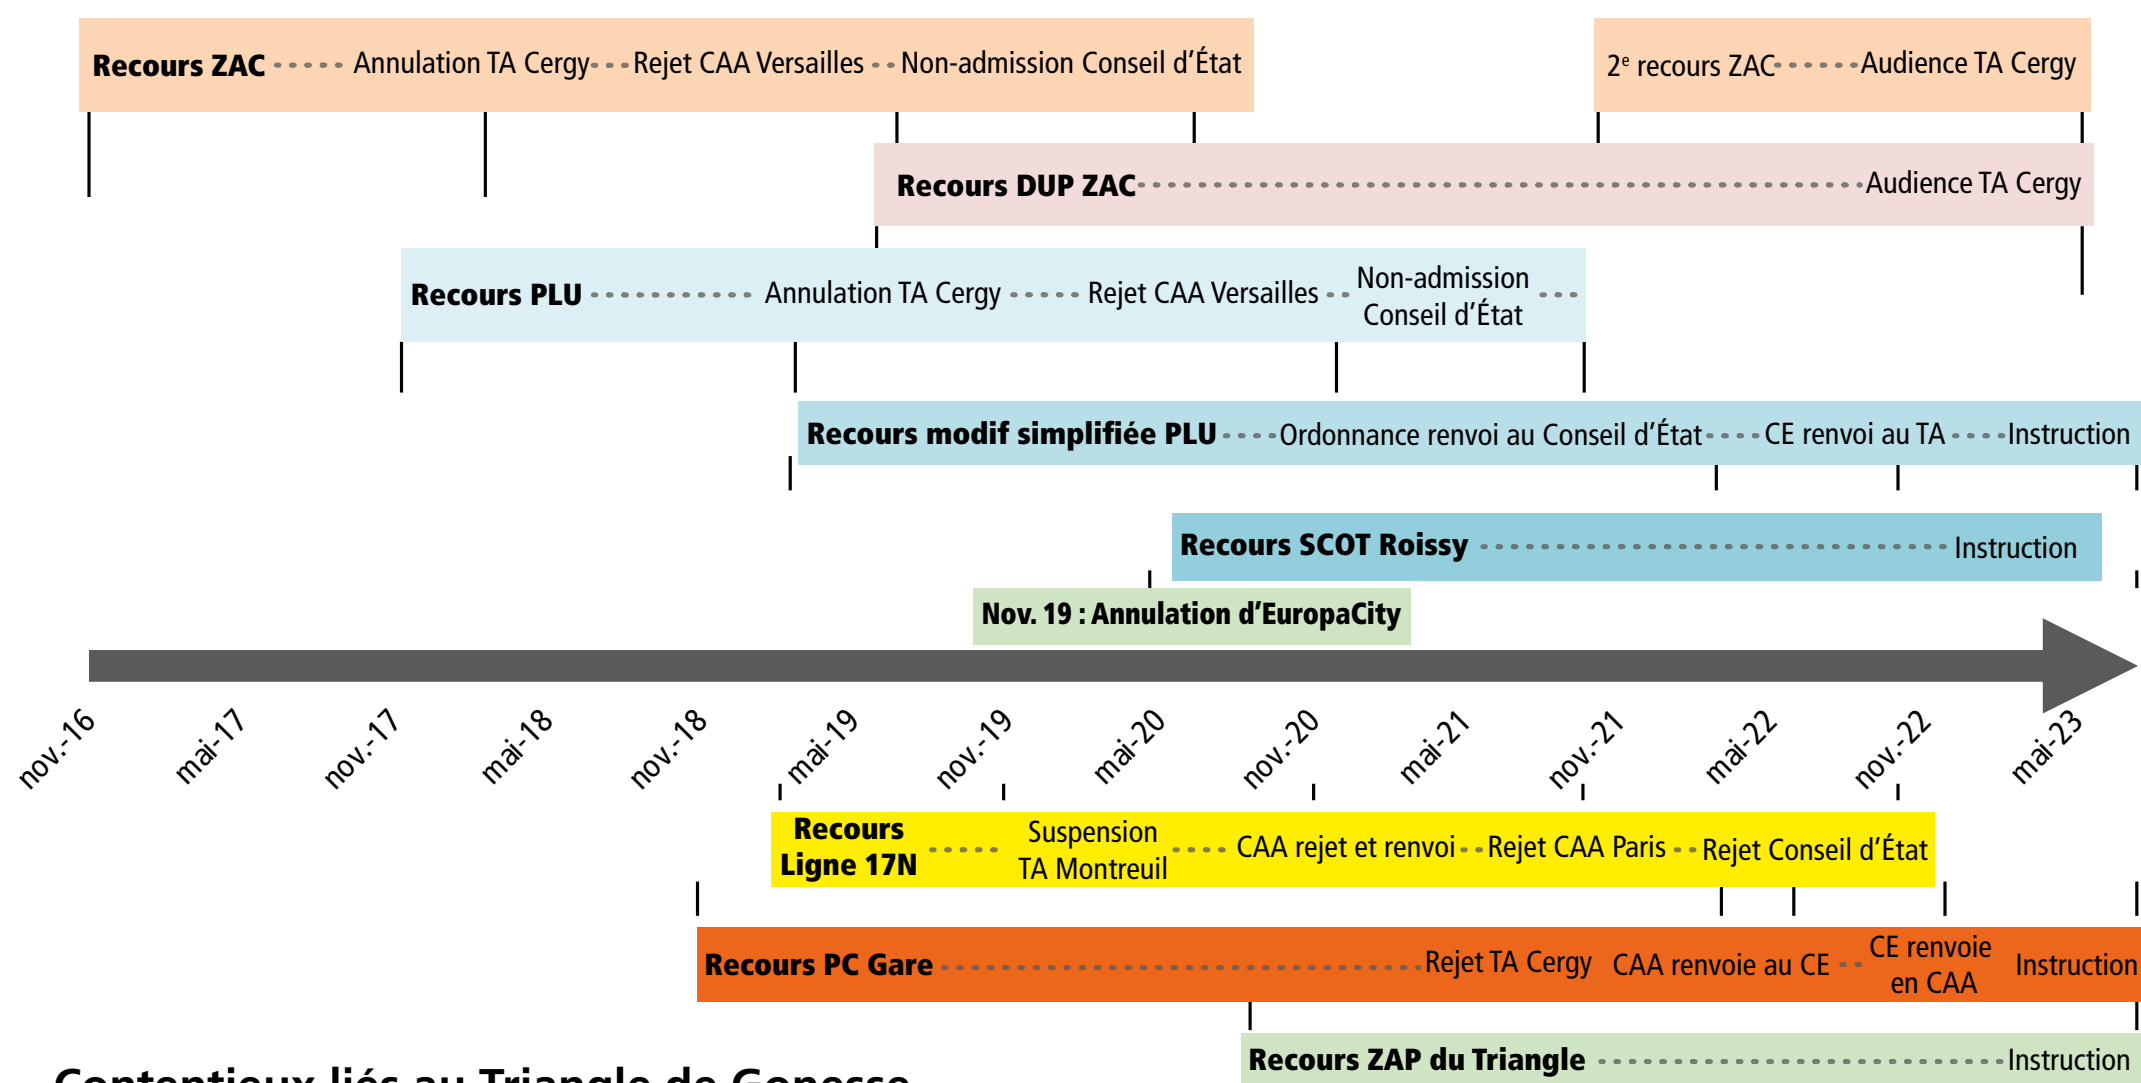 Recours ZAC Annulation TA Cergy Rejet CAA Versailles Non-admission Conseil d'État
2e recours ZAC Audience TA Cergy
Recours DUP ZAC Audience TA Cergy
Recours PLU Annulation TA Cergy Rejet CAA Versailles Non-admission
Conseil d'État
Recours modif simplifiée PLU Ordonnance renvoi au Conseil d'État CE renvoi au TA Instruction
Recours SCOT Roissy Instruction
Nov. 19 : Annulation d'EuropaCity
nov.-16
mai-17
nov.-17
mai-18
nov.-18
mai-19
nov.-19
mai-20
nov.-20
mai-21
nov.-21
mai-22
nov.-22
mai-23
Recours
Ligne 17N
Suspension
TA Montreuil
CAA rejet et renvoi Rejet CAA Paris Rejet Conseil d'État
Recours PC Gare Rejet TA Cergy CAA renvoie au CE
CE renvoie
en CAA
Instruction
Recours ZAP du Triangle Instruction
Contentieux liés au Triangle de Gonesse